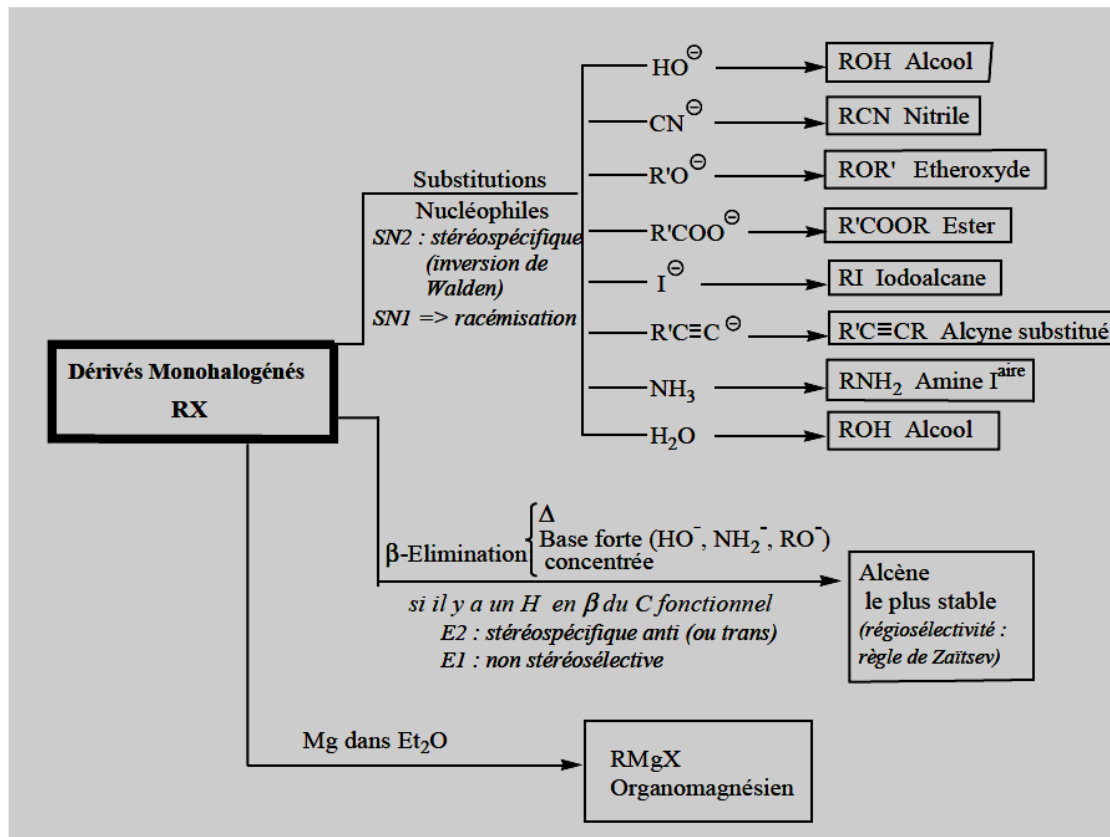 HO⊖ ROH Alcool
CN⊖ RCN Nitrile
R'O⊖ ROR' Etheroxyde
R'COO⊖ R'COOR Ester
I⊖ RI Iodoalcane
R'C≡C⊖ R'C≡CR Alcyne substitué
NH₃ RNH₂ Amine Iᵃⁱʳᵉ
H₂O ROH Alcool
Substitutions
Nucléophiles
SN2 : stéréospécifique
(inversion de
Walden)
SN1 => racémisation
Dérivés Monohalogénés
RX
β-Elimination
Δ
Base forte (HO⁻, NH₂⁻, RO⁻)
concentrée
si il y a un H en β du C fonctionnel
E2 : stéréospécifique anti (ou trans)
E1 : non stéréosélective
Alcène
le plus stable
(régiosélectivité :
règle de Zaïtsev)
Mg dans Et₂O
RMgX
Organomagnésien